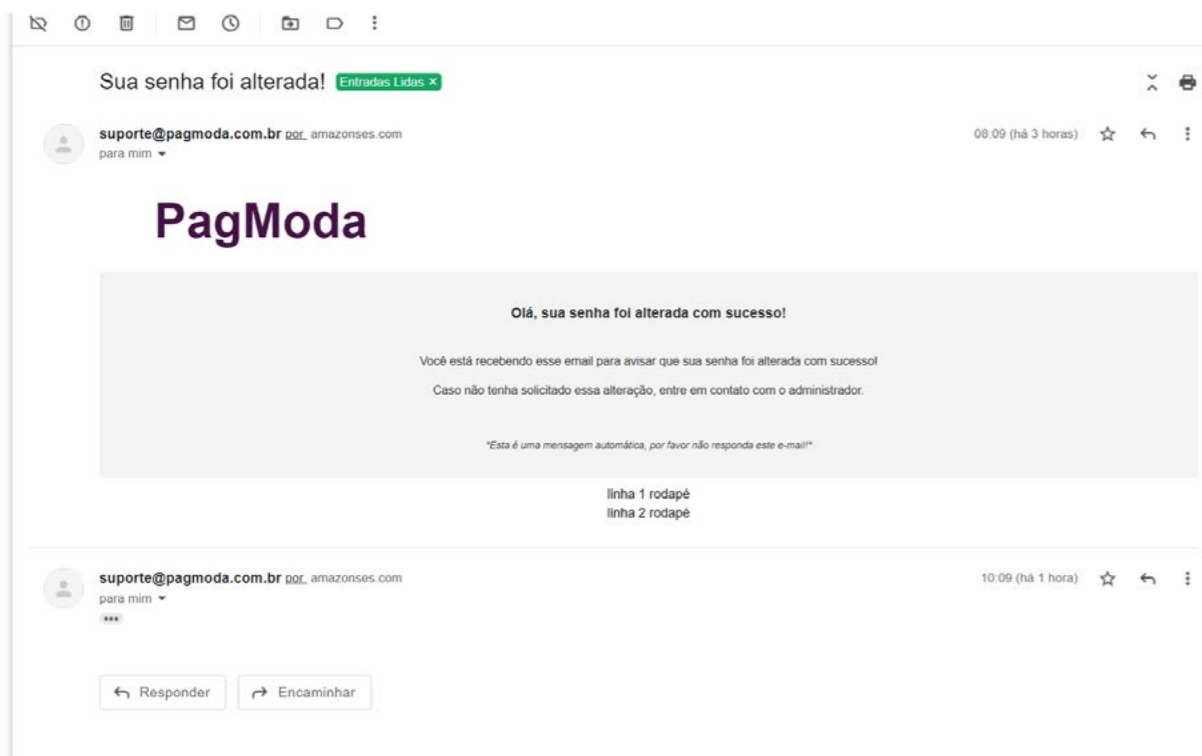 Sua senha foi alterada! Entradas Lidas ×
suporte@pagmoda.com.br por amazonses.com 08:09 (há 3 horas)
para mim
PagModa
Olá, sua senha foi alterada com sucesso!
Você está recebendo esse email para avisar que sua senha foi alterada com sucesso!
Caso não tenha solicitado essa alteração, entre em contato com o administrador.
*Esta é uma mensagem automática, por favor não responda este e-mail!*
linha 1 rodapé
linha 2 rodapé
suporte@pagmoda.com.br por amazonses.com 10:09 (há 1 hora)
para mim
Responder Encaminhar